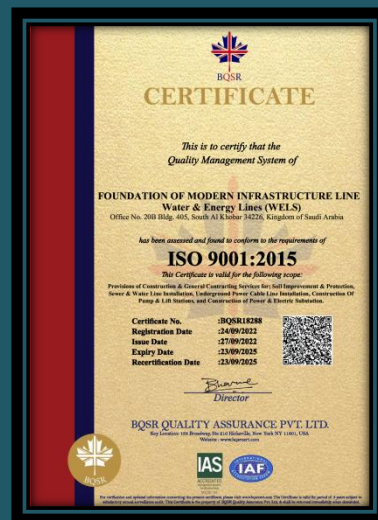 BQSR
CERTIFICATE
This is to certify that the
Quality Management System of
FOUNDATION OF MODERN INFRASTRUCTURE LINE
Water & Energy Lines (WELS)
Office No. 20B Bldg. 405, South Al Khobar 34226, Kingdom of Saudi Arabia
has been assessed and found to conform to the requirements of
ISO 9001:2015
This Certificate is valid for the following scope:
Provisions of Construction & General Contracting Services for; Soil Improvement & Protection,
Sewer & Water Line Installation, Underground Power Cable Line Installation, Construction Of
Pump & Lift Stations, and Construction of Power & Electric Substation.
Certificate No. :BQSR18288
Registration Date :24/09/2022
Issue Date :27/09/2022
Expiry Date :23/09/2025
Recertification Date :23/09/2025
Director
BQSR QUALITY ASSURANCE PVT. LTD.
IAS
IAF
BQSR